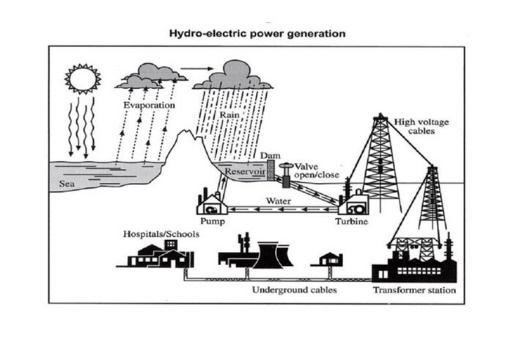 Hydro-electric power generation
Evaporation
Rain
High voltage
cables
Dam
Valve
open/close
Reservoir
Sea
Water
Pump
Turbine
Hospitals/Schools
Underground cables
Transformer station